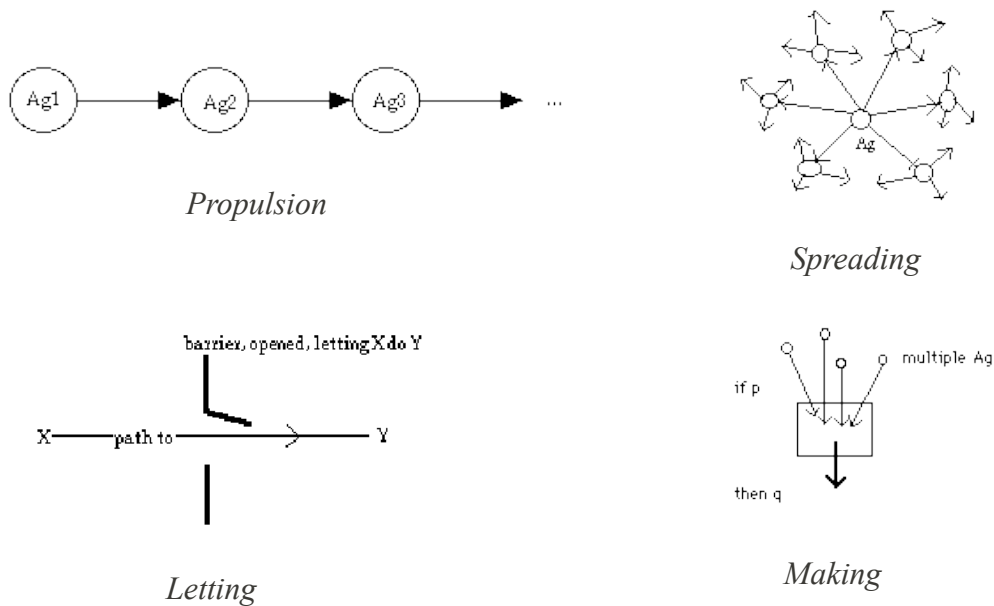 Ag1 Ag2 Ag3 ...
Propulsion
Ag
Spreading
barrier, opened, letting X do Y
X path to Y
Letting
multiple Ag
if p
then q
Making